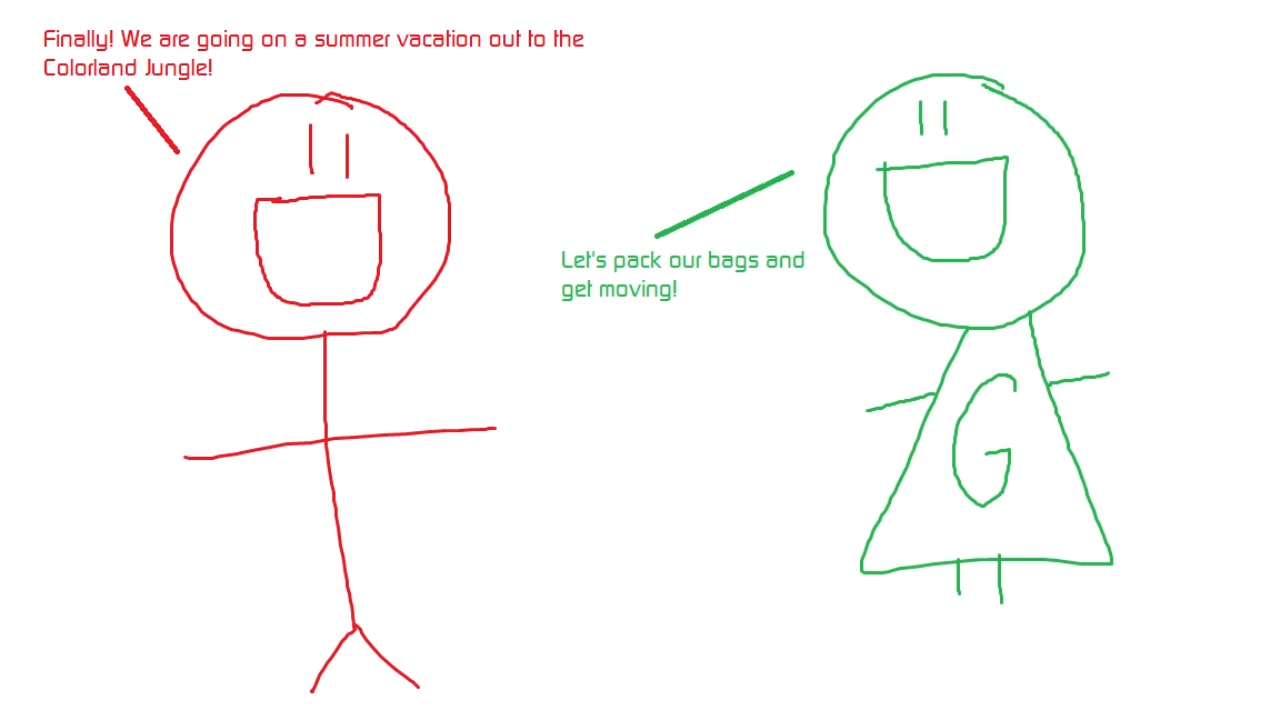 Finally! We are going on a summer vacation out to the
Colorland Jungle!
Let's pack our bags and
get moving!
G